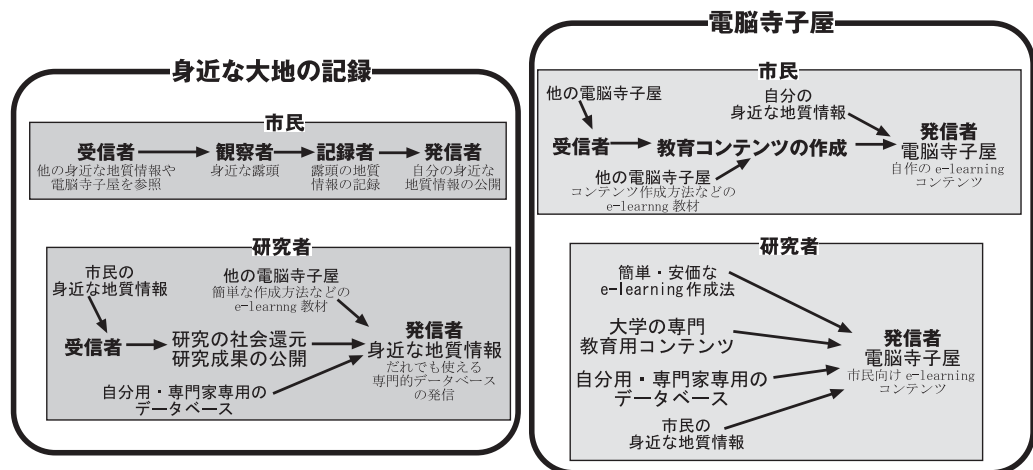 身近な大地の記録
市民
受信者
他の身近な地質情報や
電脳寺子屋を参照
観察者
身近な露頭
記録者
露頭の地質
情報の記録
発信者
自分の身近な
地質情報の公開
研究者
市民の
身近な地質情報
他の電脳寺子屋
簡単な作成方法などの
e-learnng 教材
受信者
研究の社会還元
研究成果の公開
発信者
身近な地質情報
だれでも使える
専門的データベース
の発信
自分用・専門家専用の
データベース
電脳寺子屋
市民
他の電脳寺子屋
自分の
身近な地質情報
受信者
教育コンテンツの作成
発信者
電脳寺子屋
自作の e-learning
コンテンツ
他の電脳寺子屋
コンテンツ作成方法などの
e-learnng 教材
研究者
簡単・安価な
e-learning 作成法
大学の専門
教育用コンテンツ
発信者
電脳寺子屋
市民向け e-learning
コンテンツ
自分用・専門家専用の
データベース
市民の
身近な地質情報